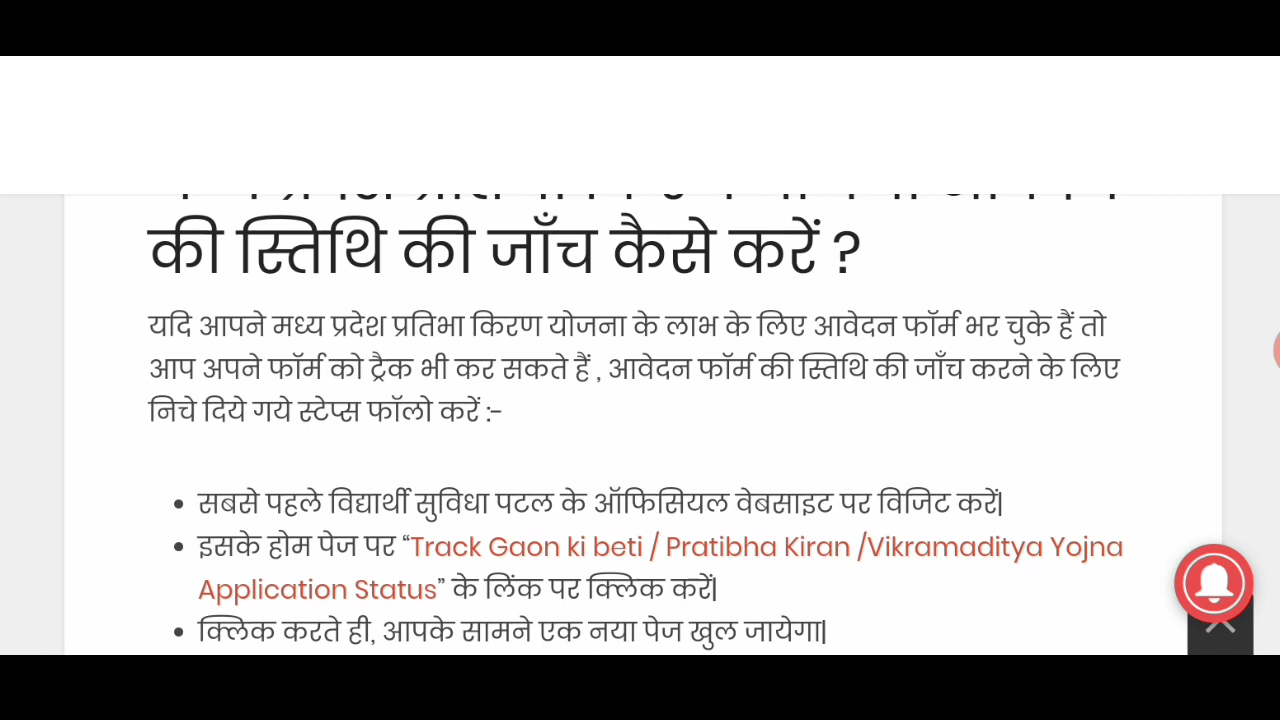 की स्तिथि की जाँच कैसे करें ?
यदि आपने मध्य प्रदेश प्रतिभा किरण योजना के लाभ के लिए आवेदन फॉर्म भर चुके हैं तो
आप अपने फॉर्म को ट्रैक भी कर सकते हैं , आवेदन फॉर्म की स्तिथि की जाँच करने के लिए
निचे दिये गये स्टेप्स फॉलो करें :-
• सबसे पहले विद्यार्थी सुविधा पटल के ऑफिसियल वेबसाइट पर विजिट करें|
• इसके होम पेज पर “Track Gaon ki beti / Pratibha Kiran /Vikramaditya Yojna
Application Status” के लिंक पर क्लिक करें|
• क्लिक करते ही, आपके सामने एक नया पेज खुल जायेगा|